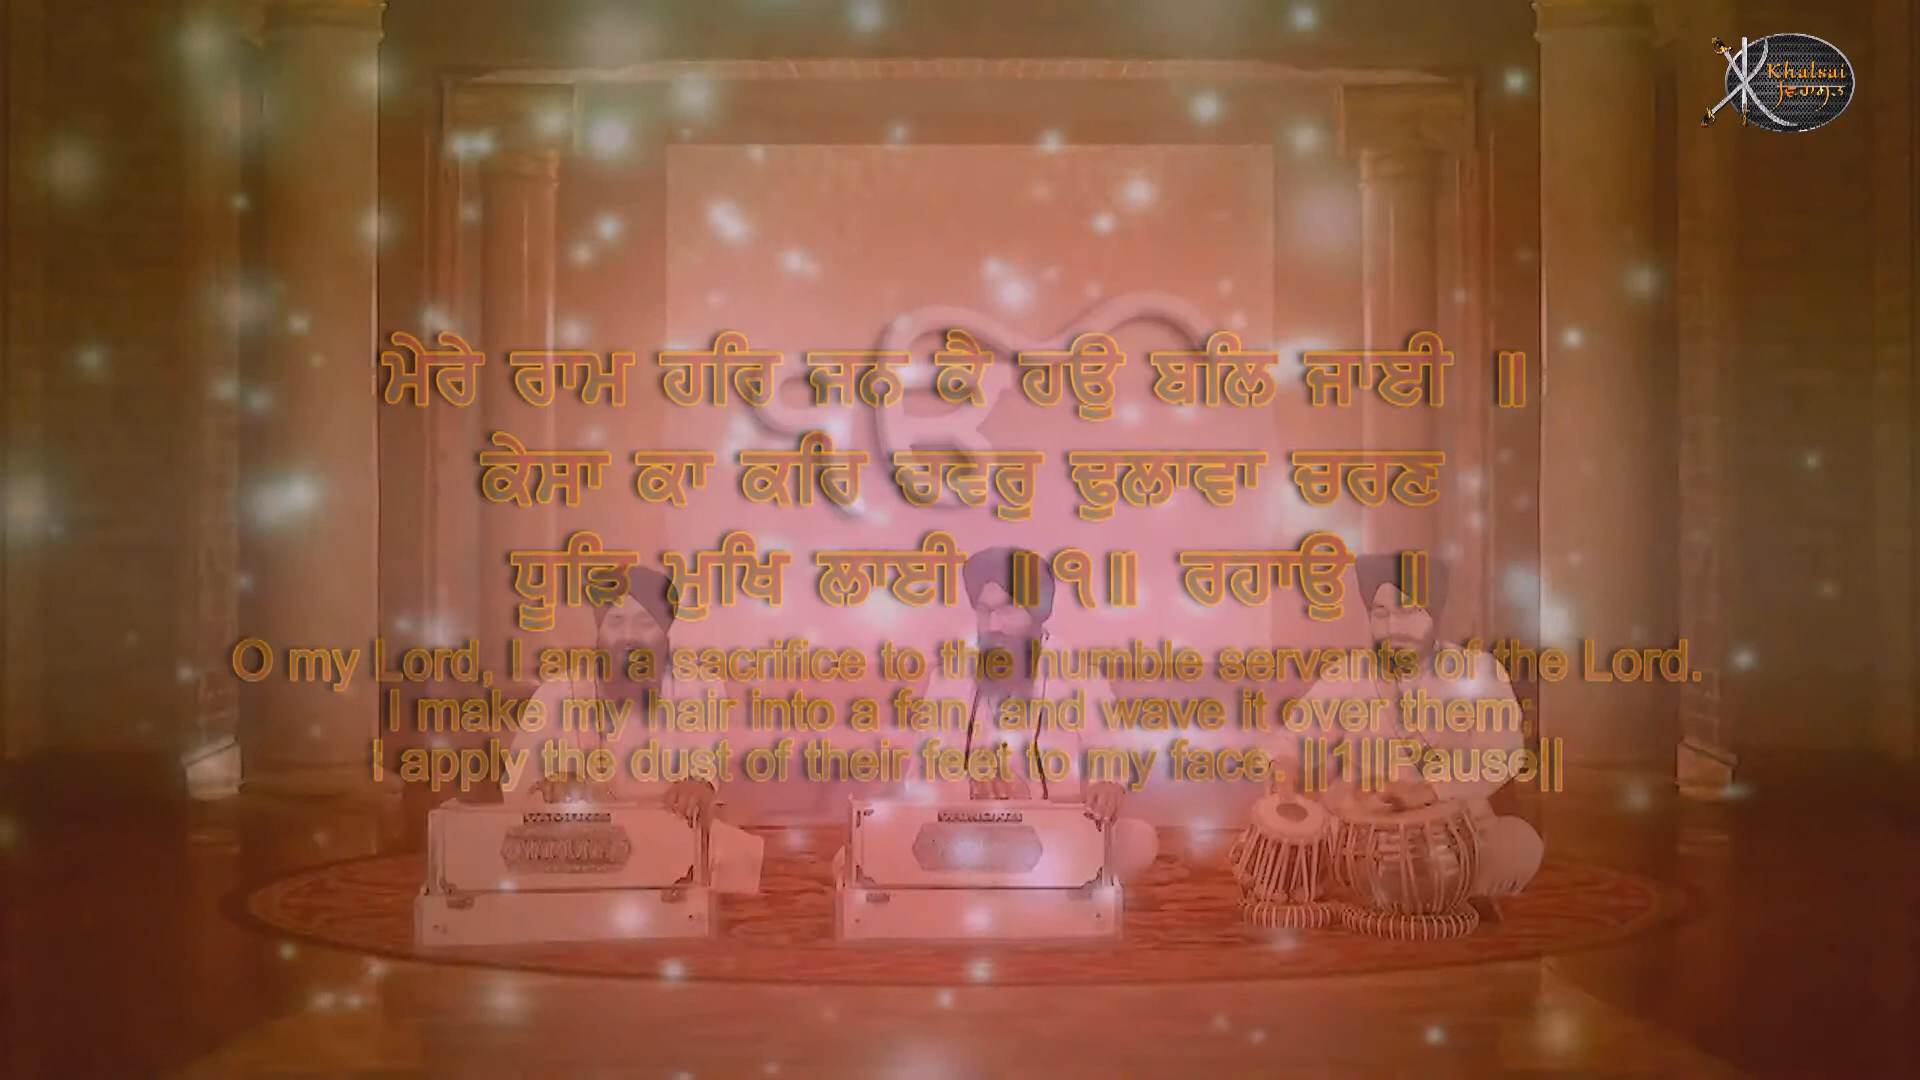 Khalsai
ਵਿਰਾਸਤ
ਮੇਰੇ ਰਾਮ ਹਰਿ ਜਨ ਕੈ ਹਉ ਬਲਿ ਜਾਈ ॥
ਕੇਸਾ ਕਾ ਕਰਿ ਚਵਰੁ ਢੁਲਾਵਾ ਚਰਣ
ਧੂੜਿ ਮੁਖਿ ਲਾਈ ॥੧॥ ਰਹਾਉ ॥
O my Lord, I am a sacrifice to the humble servants of the Lord.
I make my hair into a fan, and wave it over them;
I apply the dust of their feet to my face. ||1||Pause||